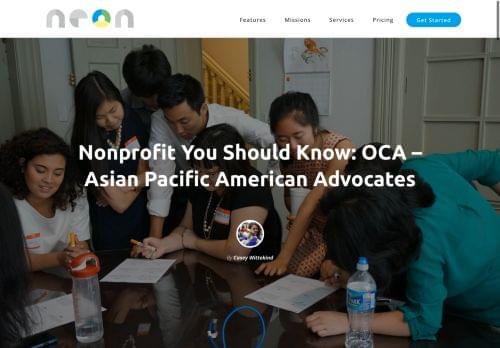 neon
Features Missions Services Pricing Get Started
Nonprofit You Should Know: OCA –
Asian Pacific American Advocates
By Casey Wittekind